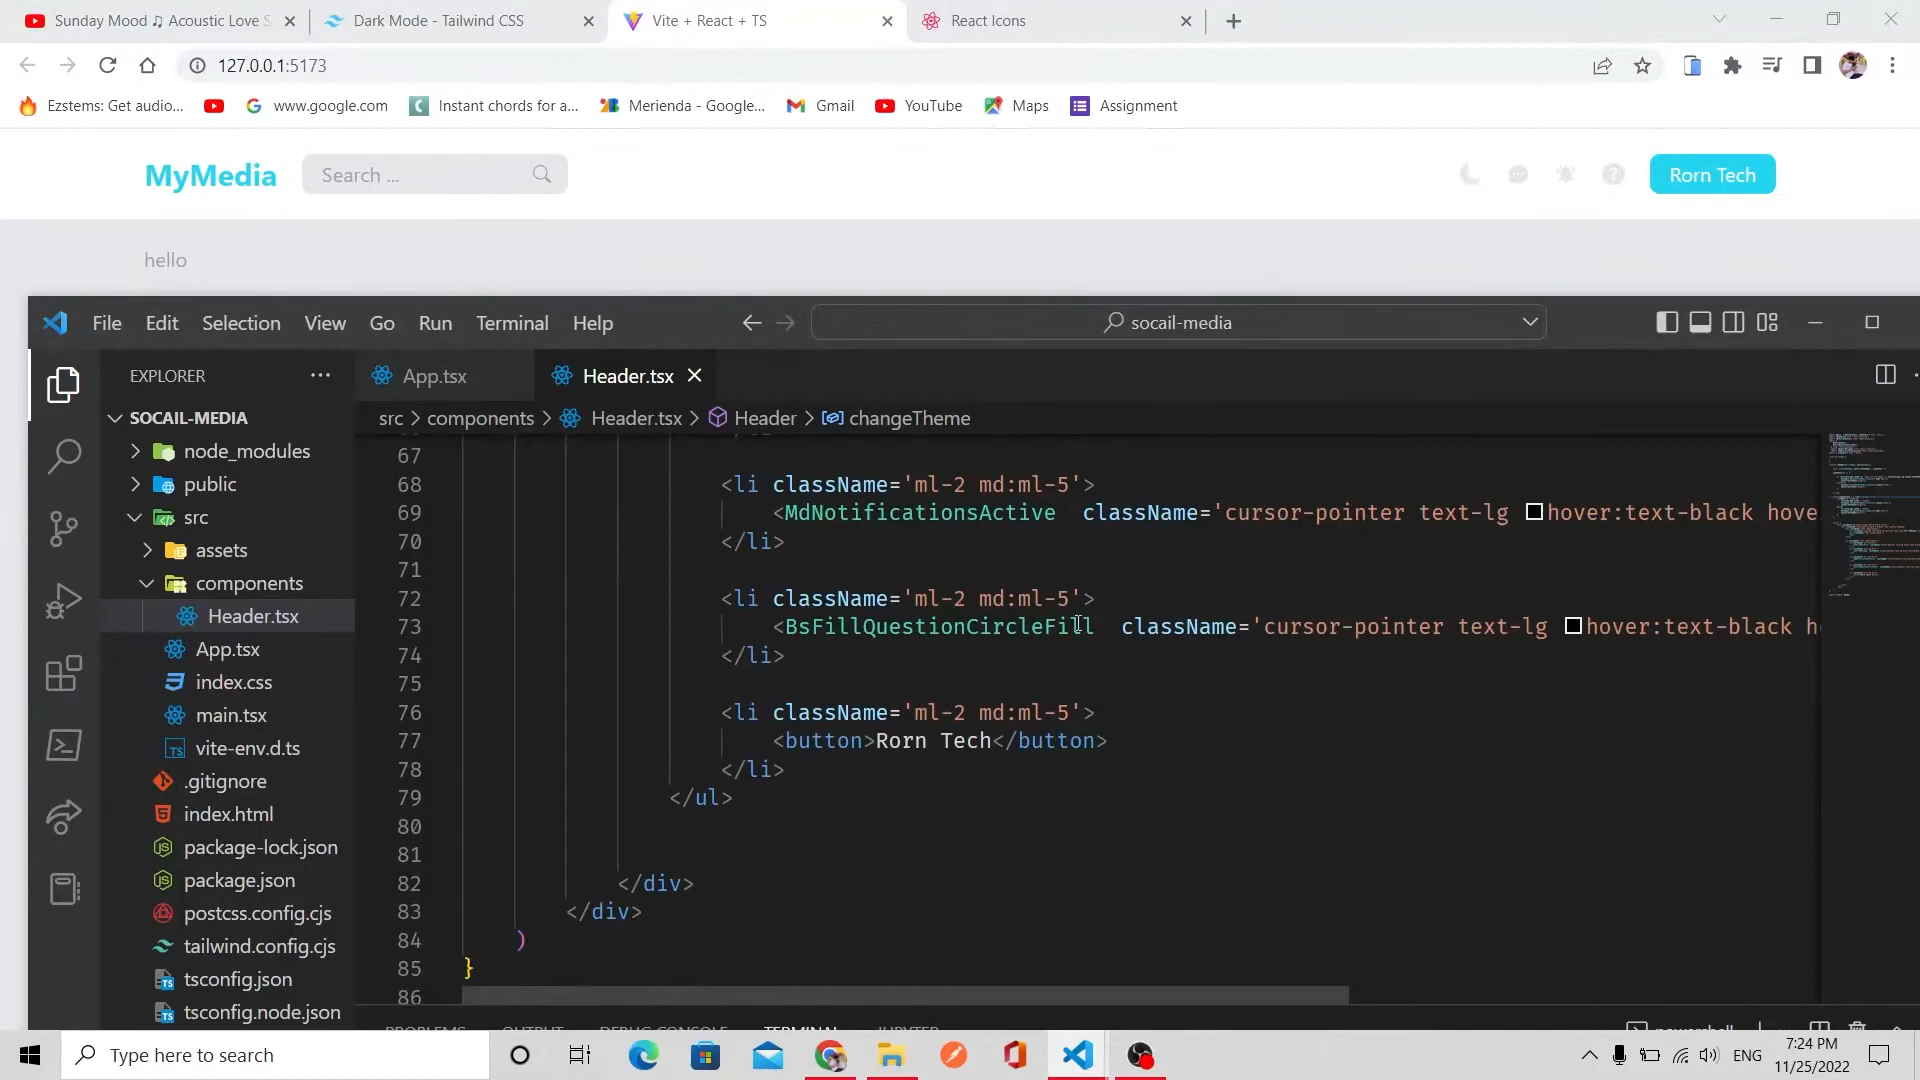 Sunday Mood ♫ Acoustic Love S
Dark Mode - Tailwind CSS
Vite + React + TS
React Icons
127.0.0.1:5173
Ezstems: Get audio...
www.google.com
Instant chords for a...
Merienda - Google...
Gmail
YouTube
Maps
Assignment
MyMedia
Search ...
Rorn Tech
hello
File Edit Selection View Go Run Terminal Help
socail-media
EXPLORER
App.tsx
Header.tsx
src > components > Header.tsx > Header > changeTheme
SOCAIL-MEDIA
node_modules
public
src
assets
components
Header.tsx
App.tsx
index.css
main.tsx
vite-env.d.ts
.gitignore
index.html
package-lock.json
package.json
postcss.config.cjs
tailwind.config.cjs
tsconfig.json
tsconfig.node.json
67
68 <li className='ml-2 md:ml-5'>
69 <MdNotificationsActive className='cursor-pointer text-lg hover:text-black hove
70 </li>
71
72 <li className='ml-2 md:ml-5'>
73 <BsFillQuestionCircleFill className='cursor-pointer text-lg hover:text-black h
74 </li>
75
76 <li className='ml-2 md:ml-5'>
77 <button>Rorn Tech</button>
78 </li>
79 </ul>
80
81
82 </div>
83 </div>
84 )
85 }
86
PROBLEMS OUTPUT DEBUG CONSOLE TERMINAL JUPYTER
powershell
Type here to search
ENG
7:24 PM
11/25/2022